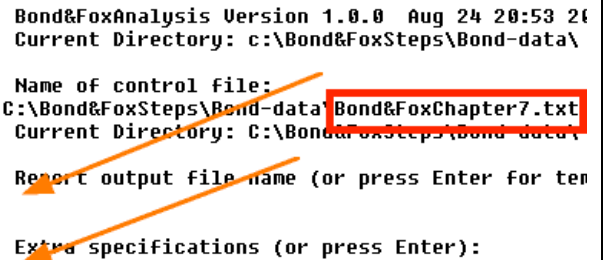 Bond&FoxAnalysis Version 1.0.0 Aug 24 20:53
Current Directory: c:\Bond&FoxSteps\Bond-data\
Name of control file:
C:\Bond&FoxSteps\Bond-data\Bond&FoxChapter7.txt
Current Directory: C:\Bond&FoxSteps\Bond-data\
Report output file name (or press Enter for
Extra specifications (or press Enter):